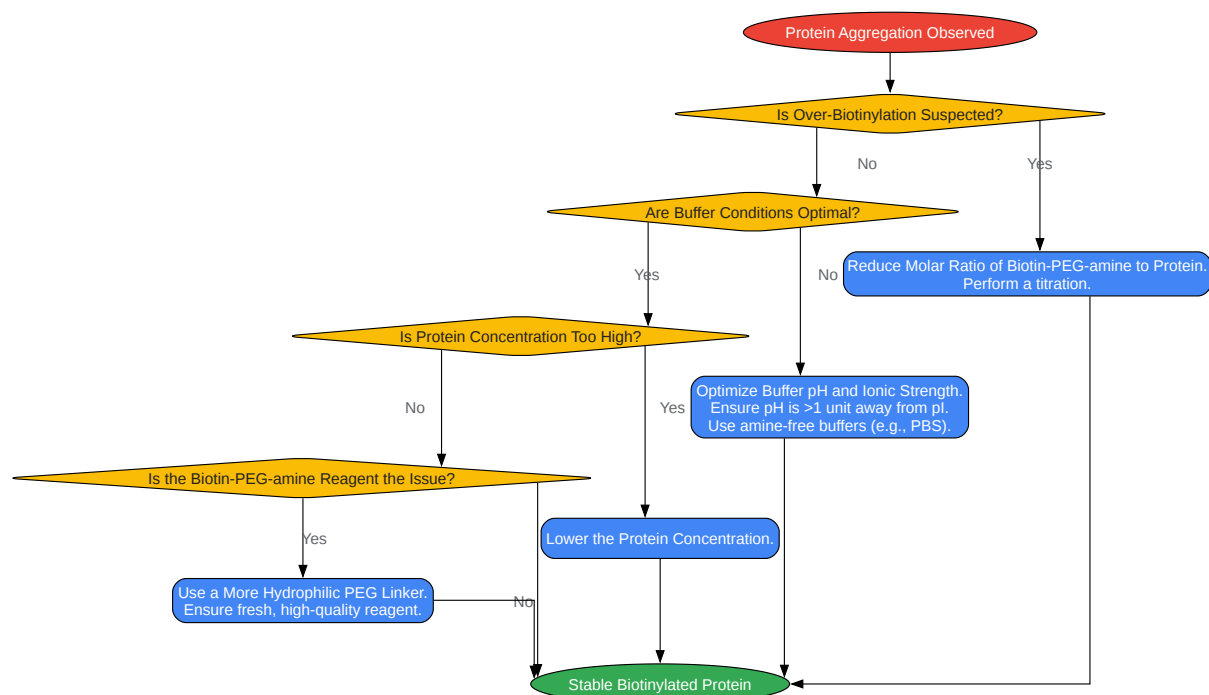 Protein Aggregation Observed
Is Over-Biotinylation Suspected?
No
Yes
Are Buffer Conditions Optimal?
Yes
No
Reduce Molar Ratio of Biotin-PEG-amine to Protein.
Perform a titration.
Is Protein Concentration Too High?
No
Yes
Optimize Buffer pH and Ionic Strength.
Ensure pH is >1 unit away from pI.
Use amine-free buffers (e.g., PBS).
Is the Biotin-PEG-amine Reagent the Issue?
Yes
No
Lower the Protein Concentration.
Use a More Hydrophilic PEG Linker.
Ensure fresh, high-quality reagent.
Stable Biotinylated Protein